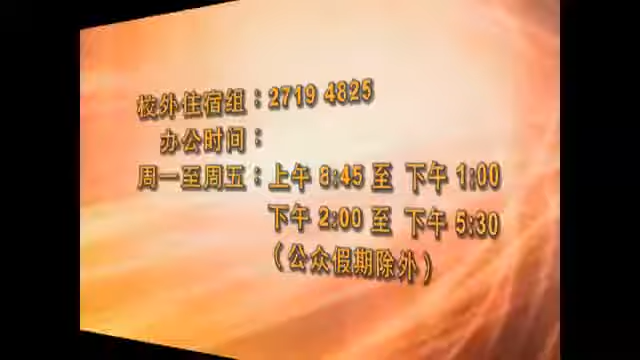 校外住宿组：2719 4825
办公时间：
周一至周五：上午 8:45 至 下午 1:00
下午 2:00 至 下午 5:30
（公众假期除外）